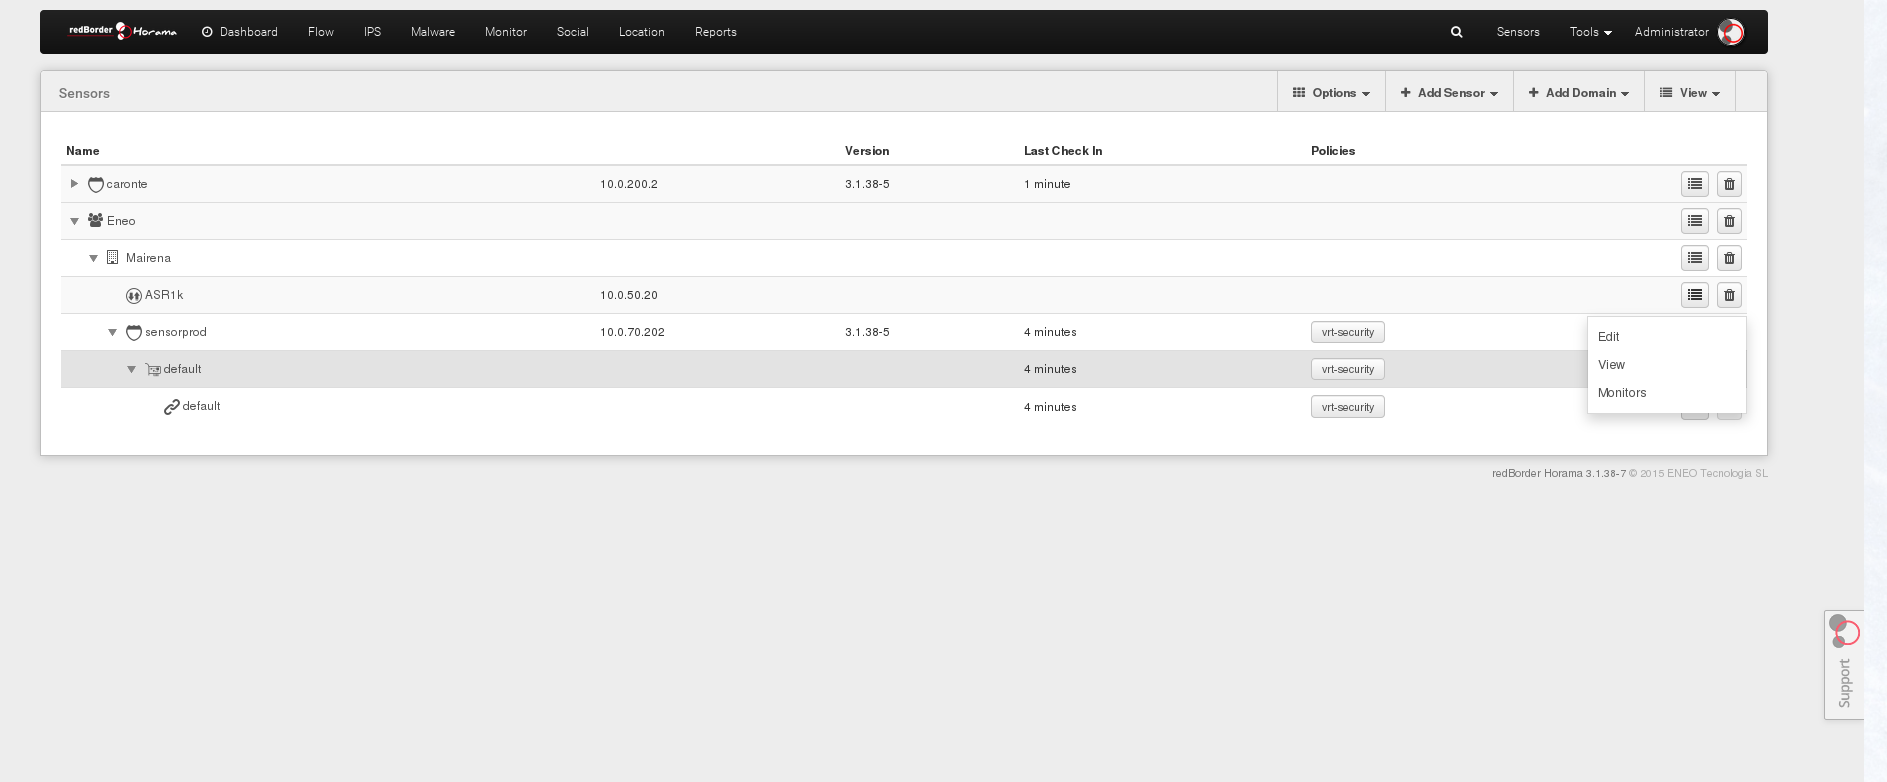 redBorder Horama Dashboard Flow IPS Malware Monitor Social Location Reports Sensors Tools Administrator
Sensors Options Add Sensor Add Domain View
Name Version Last Check In Policies
caronte 10.0.200.2 3.1.38-5 1 minute
Eneo
Mairena
ASR1k 10.0.50.20
sensorprod 10.0.70.202 3.1.38-5 4 minutes vrt-security
Edit
default 4 minutes vrt-security
View
Monitors
default 4 minutes vrt-security
redBorder Horama 3.1.38-7 © 2015 ENEO Tecnologia SL
Support